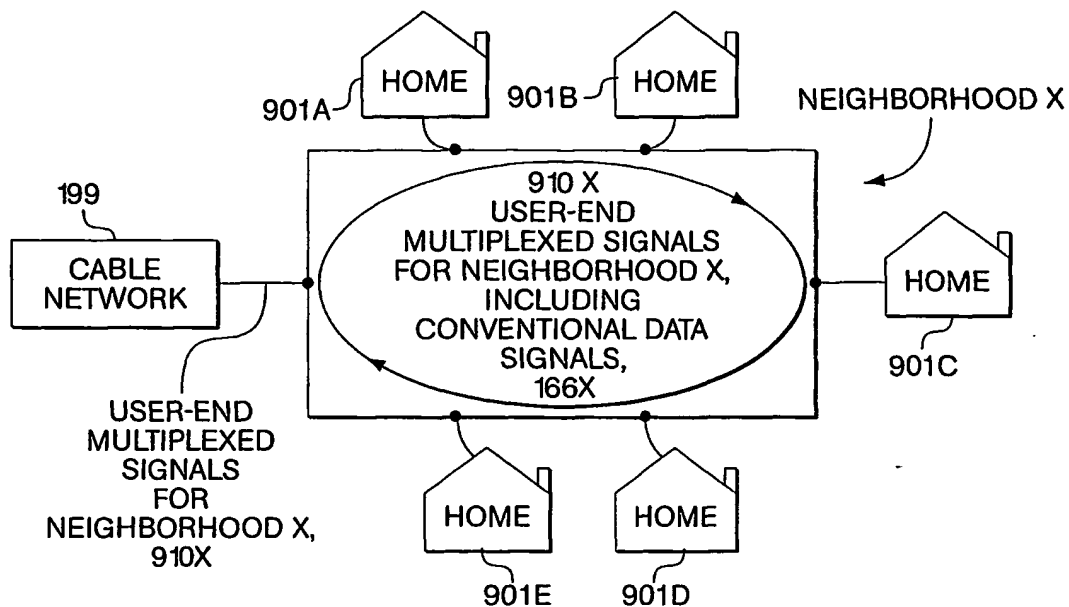 HOME
HOME
901A
901B
NEIGHBORHOOD X
199
CABLE
NETWORK
910 X
USER-END
MULTIPLEXED SIGNALS
FOR NEIGHBORHOOD X,
INCLUDING
CONVENTIONAL DATA
SIGNALS,
166X
HOME
901C
USER-END
MULTIPLEXED
SIGNALS
FOR
NEIGHBORHOOD X,
910X
HOME
HOME
901E
901D